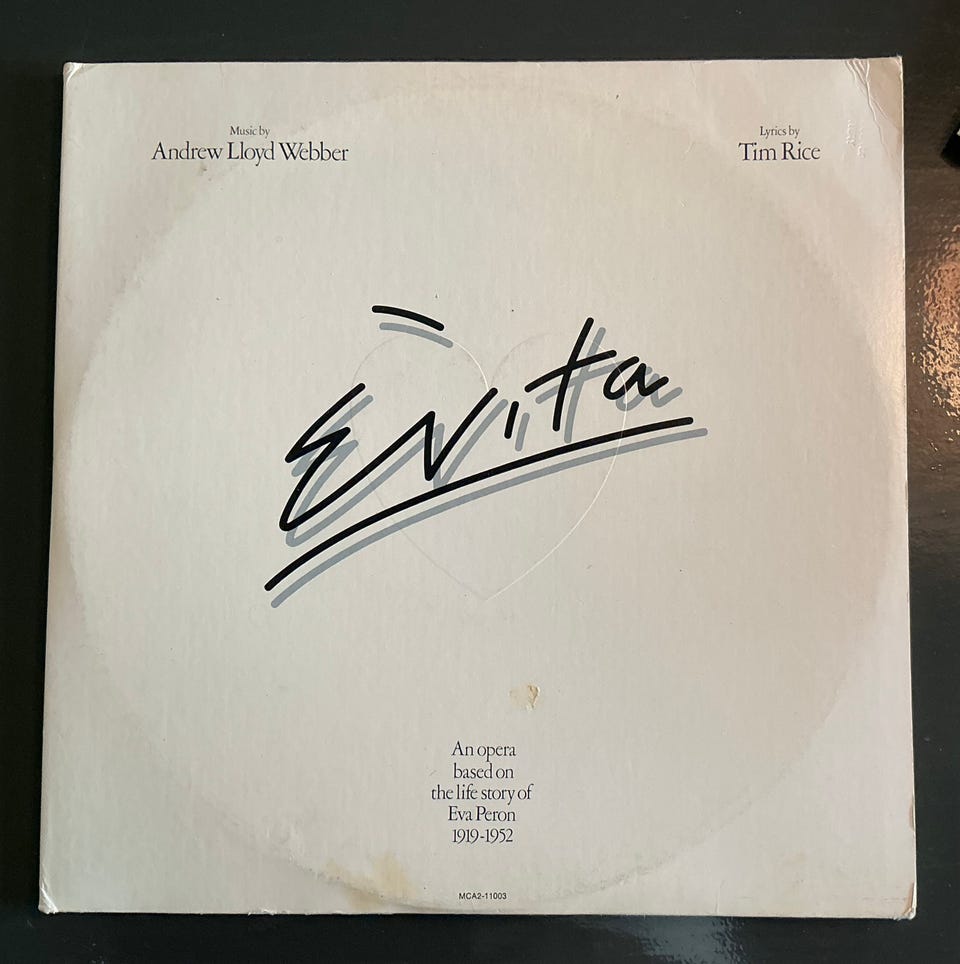 Music by
Andrew Lloyd Webber
Lyrics by
Tim Rice
Evita
An opera
based on
the life story of
Eva Peron
1919-1952
MCA2-11003